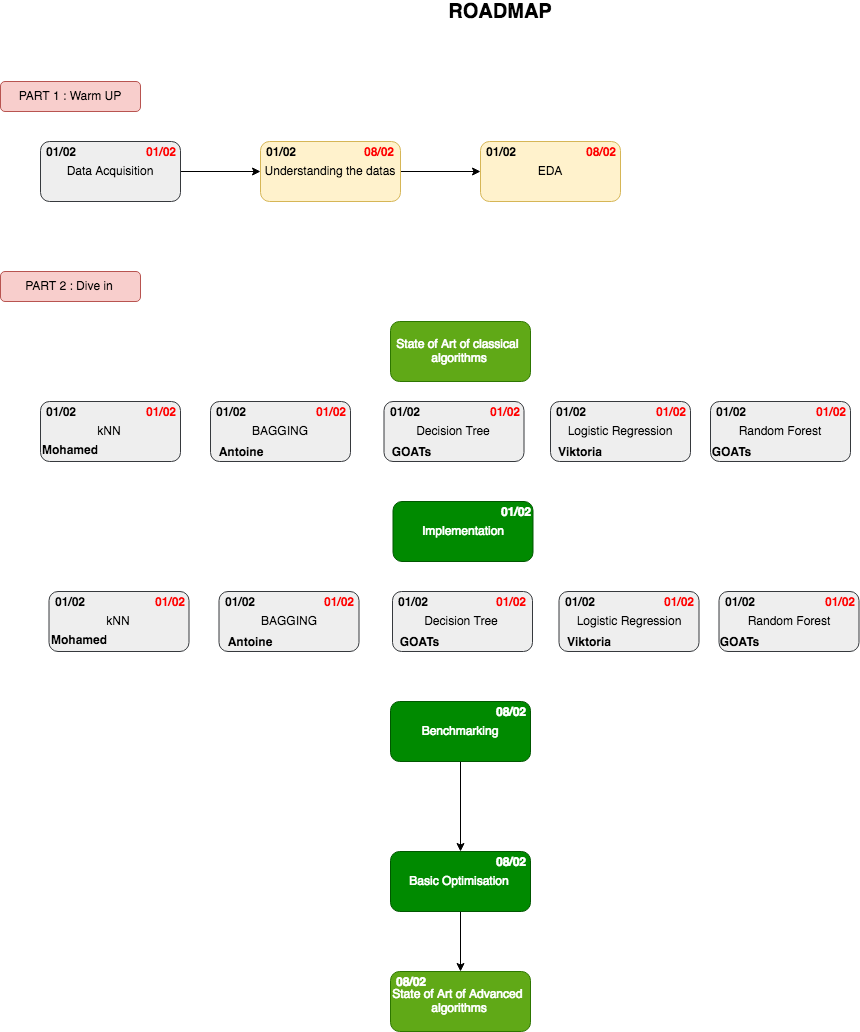 ROADMAP
PART 1 : Warm UP
01/02 01/02
Data Acquisition
01/02 08/02
Understanding the datas
01/02 08/02
EDA
PART 2 : Dive in
State of Art of classical
algorithms
01/02 01/02
kNN
Mohamed
01/02 01/02
BAGGING
Antoine
01/02 01/02
Decision Tree
GOATs
01/02 01/02
Logistic Regression
Viktoria
01/02 01/02
Random Forest
GOATs
01/02
Implementation
01/02 01/02
kNN
Mohamed
01/02 01/02
BAGGING
Antoine
01/02 01/02
Decision Tree
GOATs
01/02 01/02
Logistic Regression
Viktoria
01/02 01/02
Random Forest
GOATs
08/02
Benchmarking
08/02
Basic Optimisation
08/02
State of Art of Advanced
algorithms